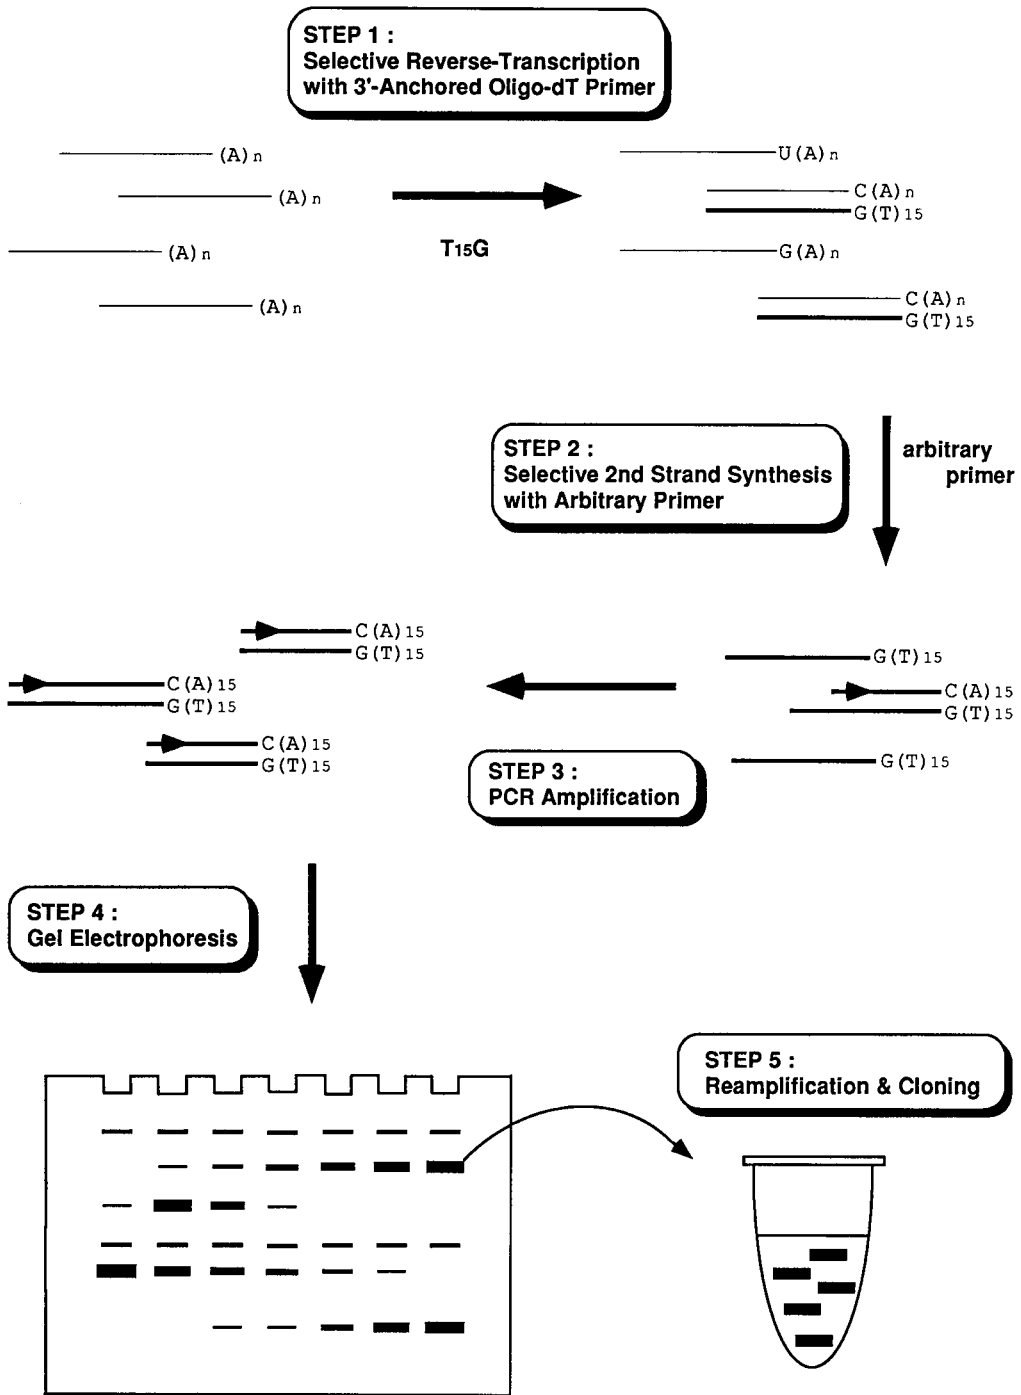 STEP 1 :
Selective Reverse-Transcription
with 3'-Anchored Oligo-dT Primer
(A)n
(A)n
(A)n
(A)n
T15G
U(A)n
C(A)n
G(T)15
G(A)n
C(A)n
G(T)15
STEP 2 :
Selective 2nd Strand Synthesis
with Arbitrary Primer
arbitrary
primer
C(A)15
G(T)15
C(A)15
G(T)15
C(A)15
G(T)15
G(T)15
C(A)15
G(T)15
G(T)15
STEP 3 :
PCR Amplification
STEP 4 :
Gel Electrophoresis
STEP 5 :
Reamplification & Cloning